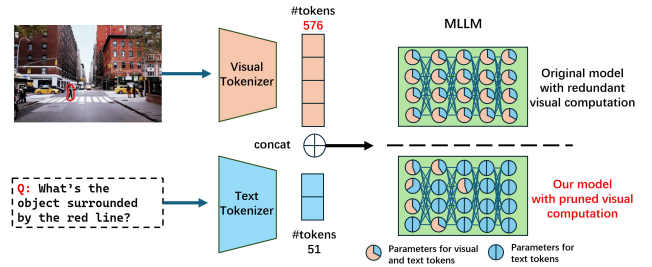 #tokens
576
MLLM
Visual
Tokenizer
Original model
with redundant
visual computation
concat
Q: What's the
object surrounded
by the red line?
Text
Tokenizer
Our model
with pruned visual
computation
#tokens
51
Parameters for visual
and text tokens
Parameters for
text tokens